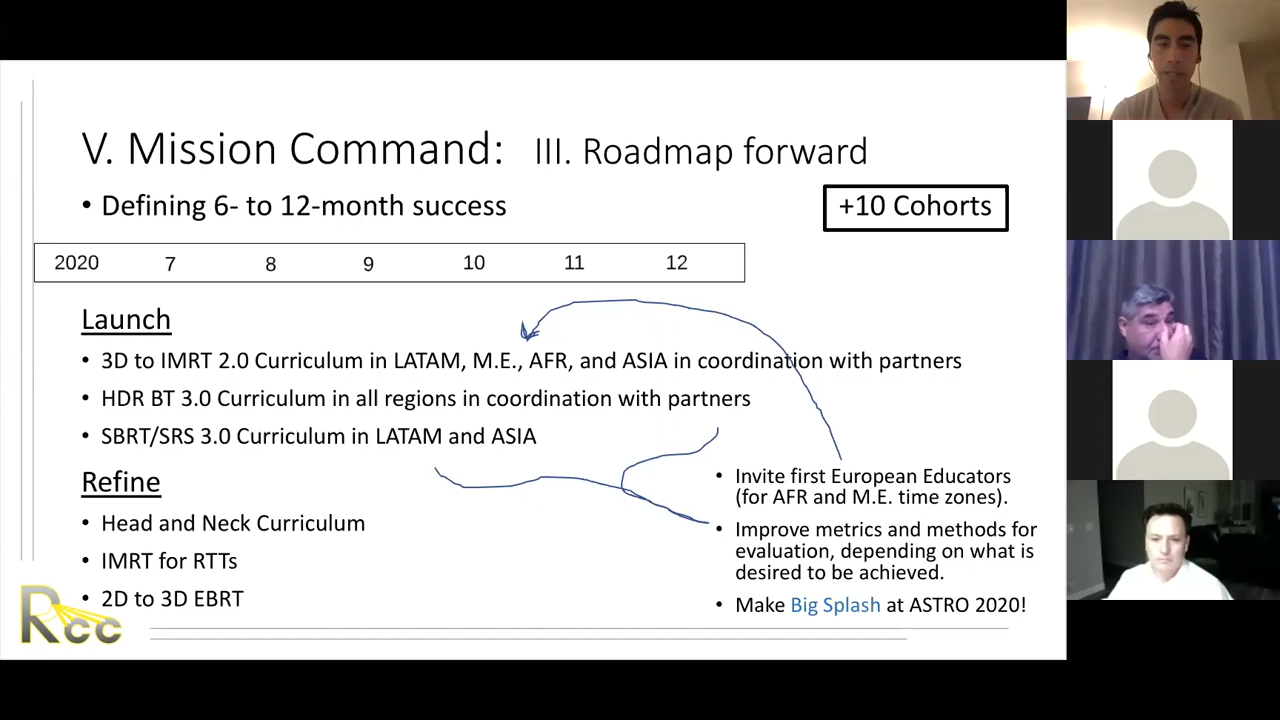 V. Mission Command: III. Roadmap forward
• Defining 6- to 12-month success
+10 Cohorts
2020 7 8 9 10 11 12
Launch
• 3D to IMRT 2.0 Curriculum in LATAM, M.E., AFR, and ASIA in coordination with partners
• HDR BT 3.0 Curriculum in all regions in coordination with partners
• SBRT/SRS 3.0 Curriculum in LATAM and ASIA
Refine
• Head and Neck Curriculum
• IMRT for RTTs
• 2D to 3D EBRT
• Invite first European Educators
(for AFR and M.E. time zones).
• Improve metrics and methods for
evaluation, depending on what is
desired to be achieved.
• Make Big Splash at ASTRO 2020!
Rcc